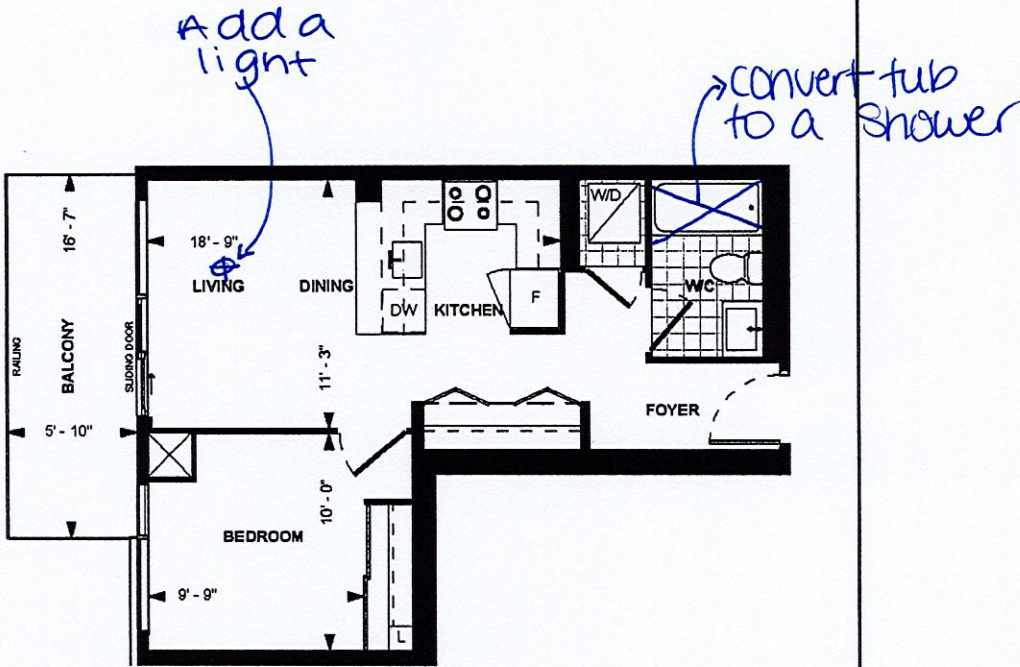 Add a
light
convert tub
to a shower
W/D
16' - 7"
18' - 9"
LIVING
DINING
KITCHEN
DW
F
W/C
RAILING
BALCONY
SLIDING DOOR
11' - 3"
FOYER
5' - 10"
10' - 0"
BEDROOM
9' - 9"
L